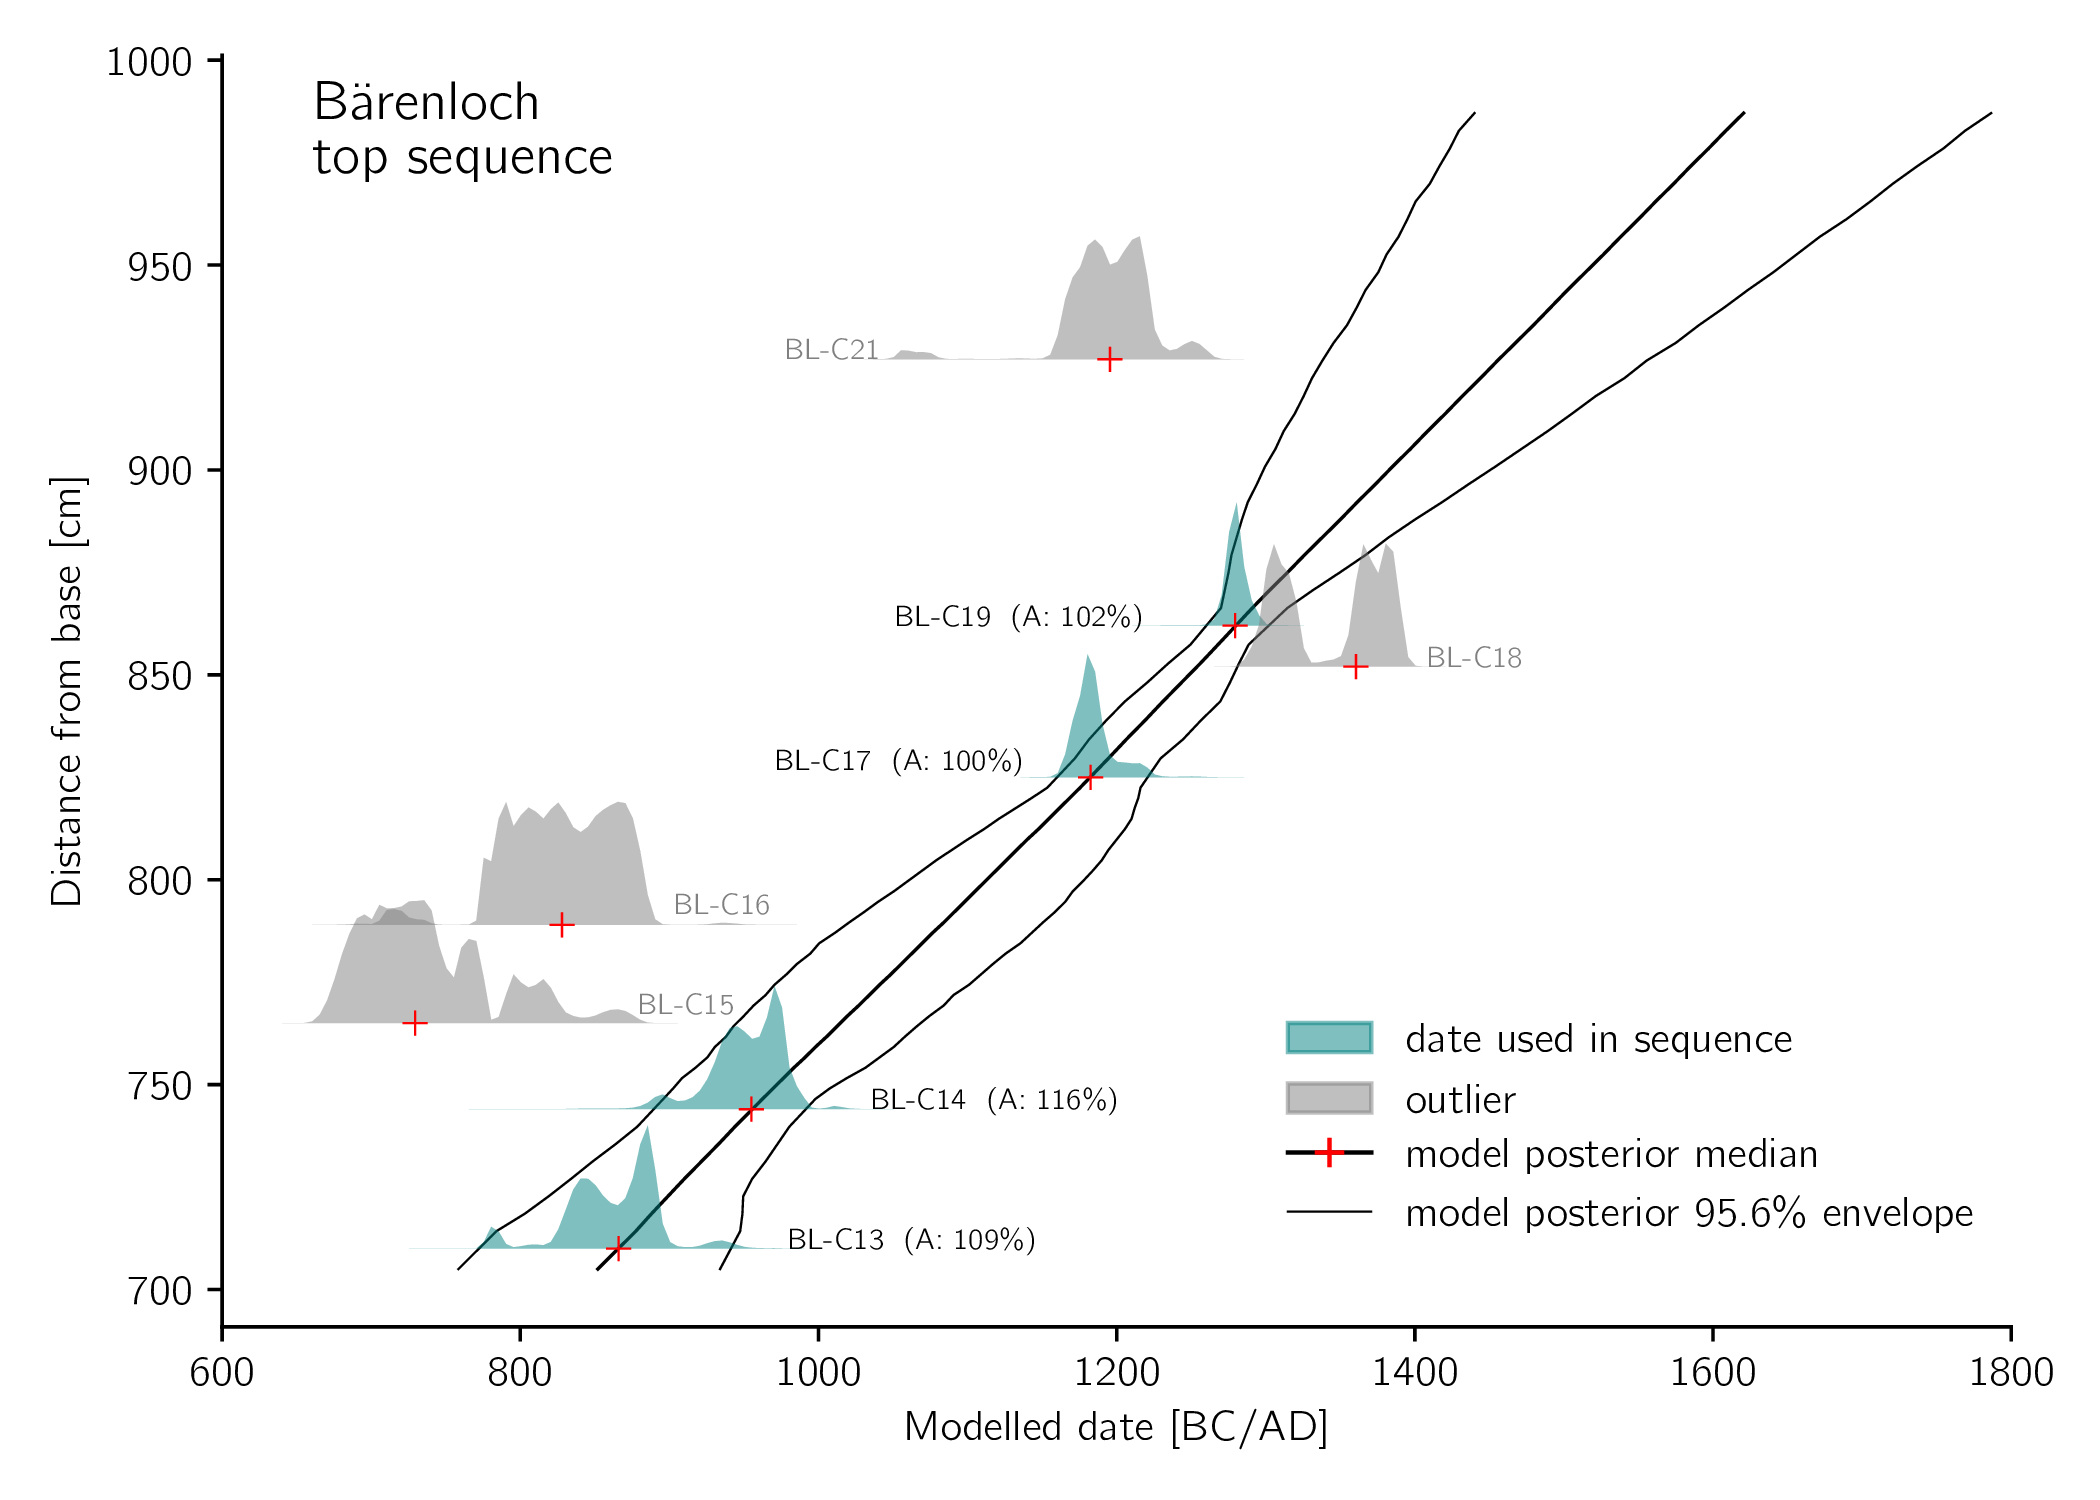 Bärenloch
top sequence
Distance from base [cm]
1000
950
900
850
800
750
700
BL-C21
BL-C19 (A: 102%)
BL-C18
BL-C17 (A: 100%)
BL-C16
BL-C15
BL-C14 (A: 116%)
BL-C13 (A: 109%)
date used in sequence
outlier
model posterior median
model posterior 95.6% envelope
600 800 1000 1200 1400 1600 1800
Modelled date [BC/AD]